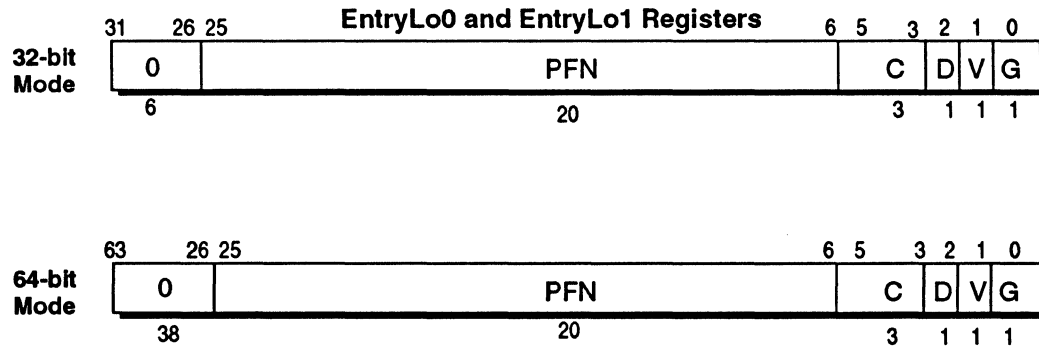 EntryLo0 and EntryLo1 Registers
31 26 25 6 5 3 2 1 0
32-bit Mode 0 PFN C D V G
6 20 3 1 1 1
63 26 25 6 5 3 2 1 0
64-bit Mode 0 PFN C D V G
38 20 3 1 1 1